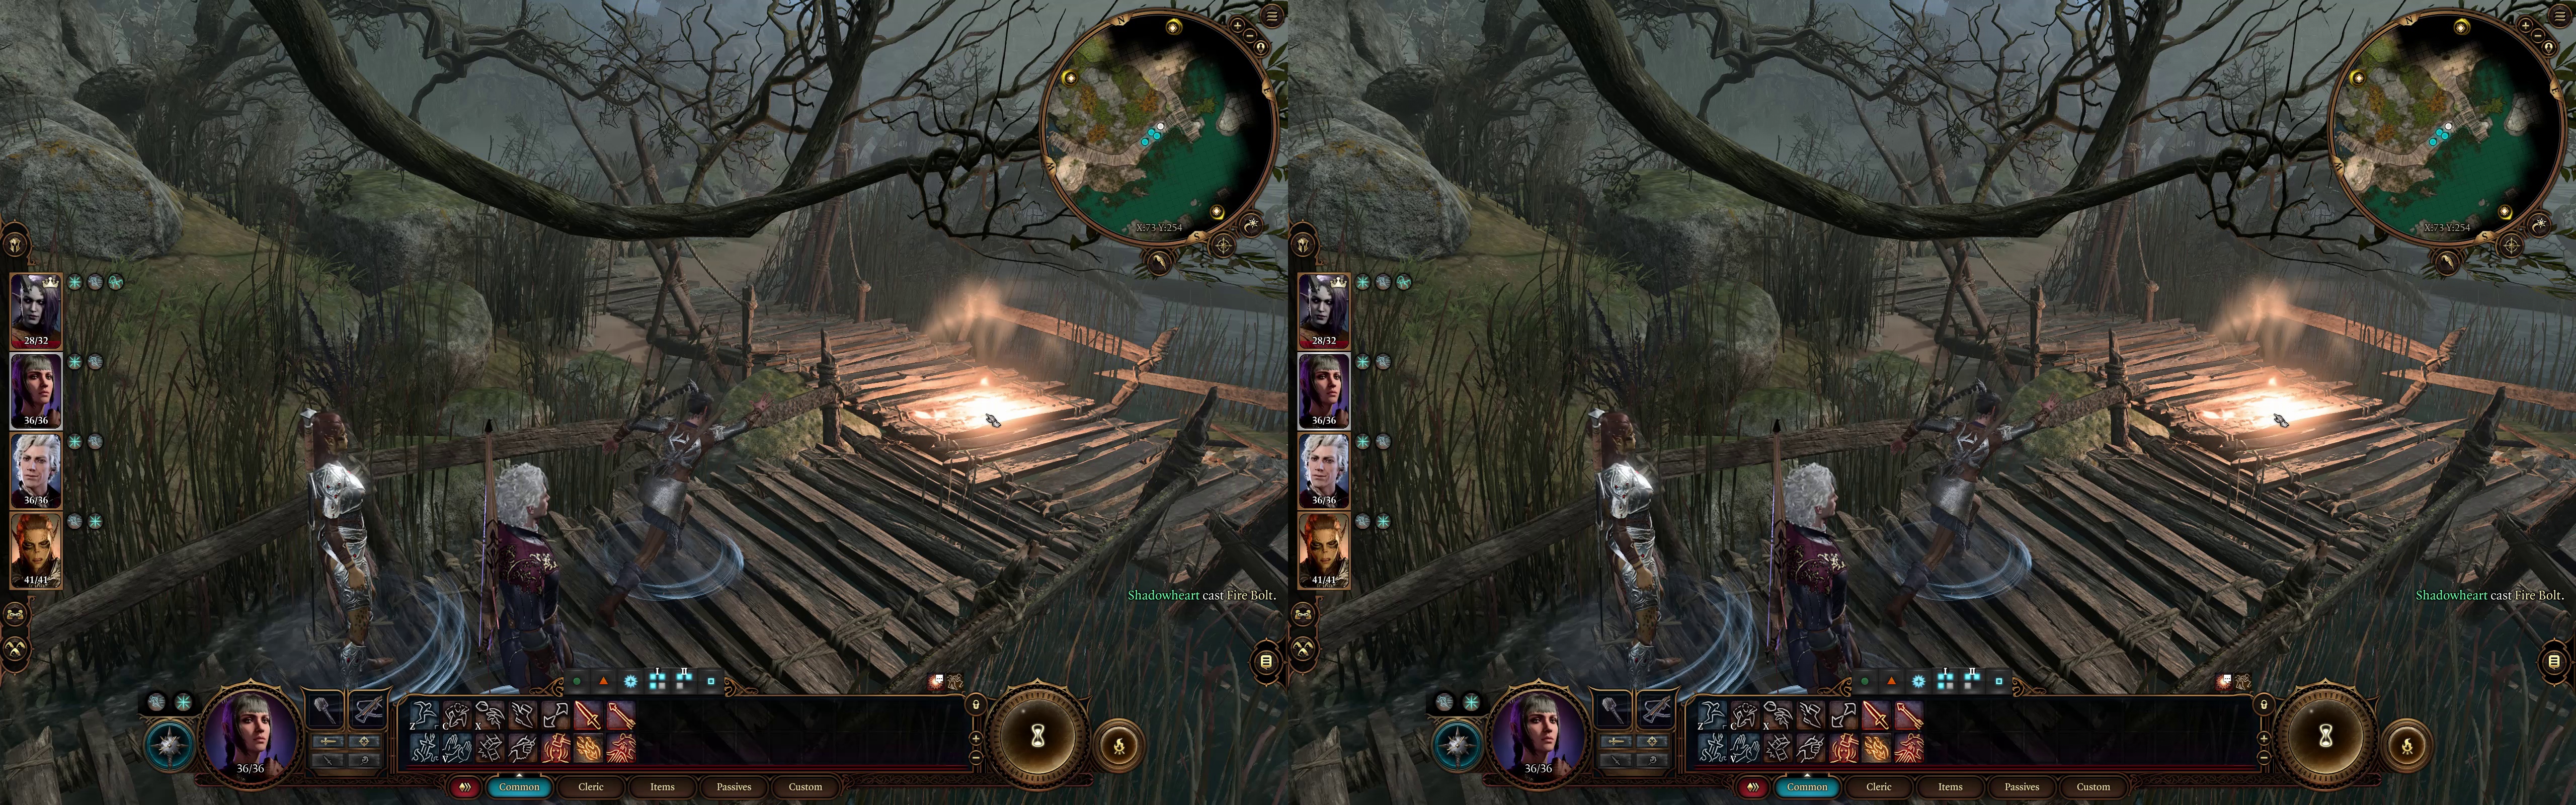 N
X:73 Y:254
S
28/32
36/36
36/36
41/41
Shadowheart cast Fire Bolt.
I
II
Z
C
X
V
36/36
Common
Cleric
Items
Passives
Custom
N
X:73 Y:254
S
28/32
36/36
36/36
41/41
Shadowheart cast Fire Bolt.
I
II
Z
C
X
V
36/36
Common
Cleric
Items
Passives
Custom